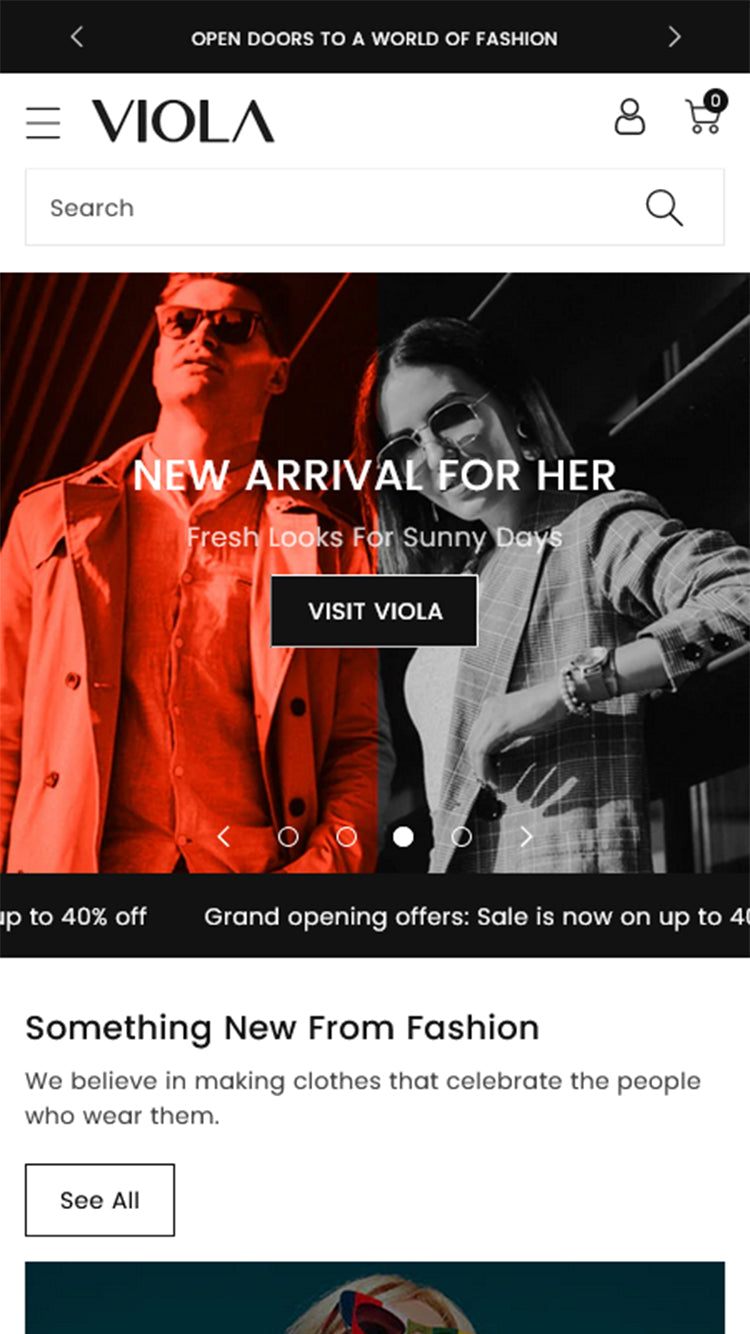 OPEN DOORS TO A WORLD OF FASHION
VIOLA
0
Search
NEW ARRIVAL FOR HER
Fresh Looks For Sunny Days
VISIT VIOLA
up to 40% off Grand opening offers: Sale is now on up to 40
Something New From Fashion
We believe in making clothes that celebrate the people
who wear them.
See All